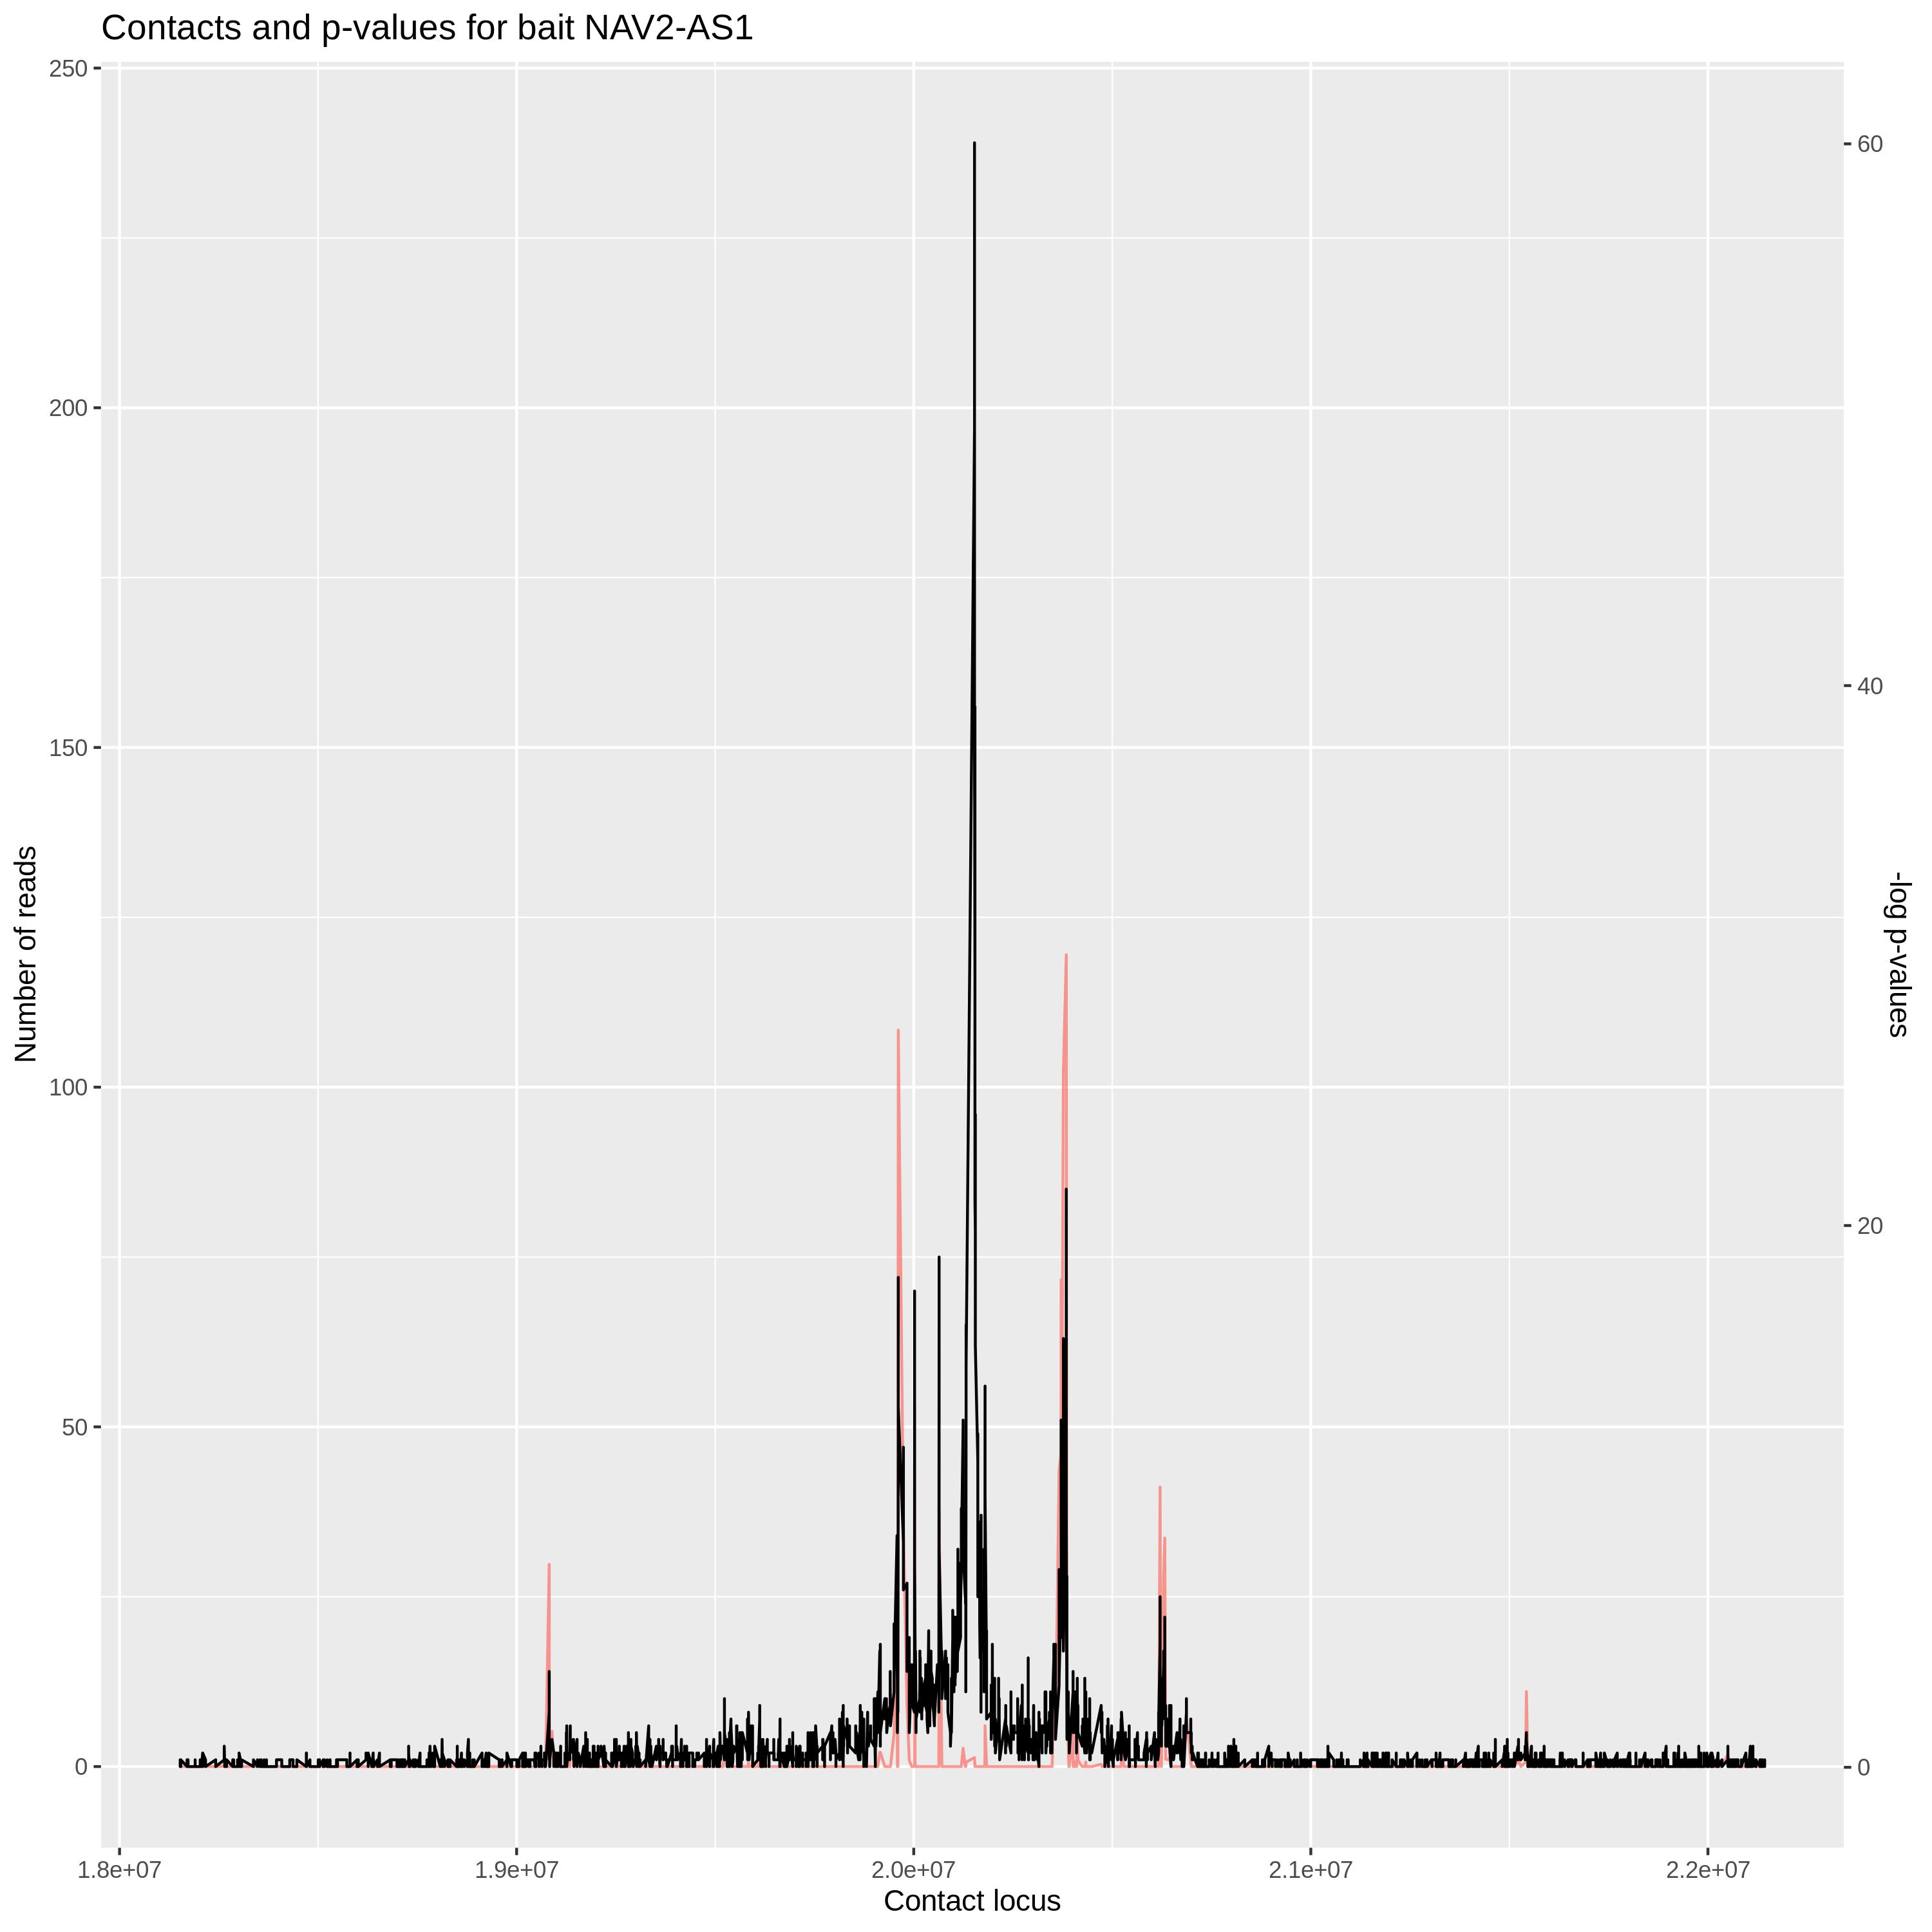 Contacts and p-values for bait NAV2-AS1
250
200
150
100
50
0
Number of reads
60
40
20
0
-log p-values
1.8e+07
1.9e+07
2.0e+07
2.1e+07
2.2e+07
Contact locus